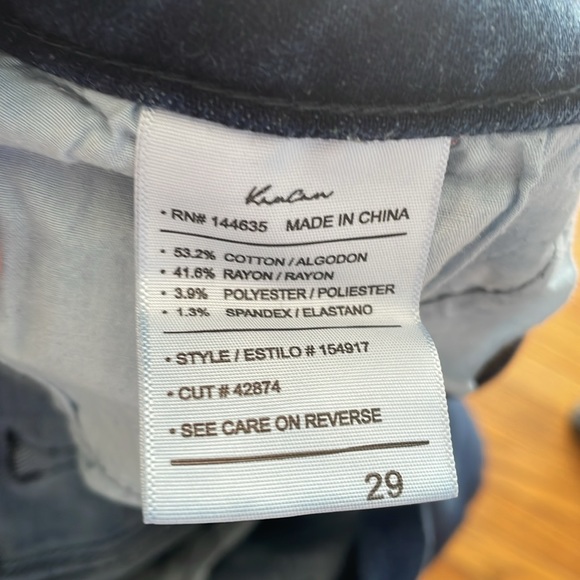 KanCan
• RN# 144635 MADE IN CHINA
• 53.2% COTTON / ALGODON
• 41.6% RAYON / RAYON
• 3.9% POLYESTER / POLIESTER
• 1.3% SPANDEX / ELASTANO
• STYLE / ESTILO # 154917
• CUT # 42874
• SEE CARE ON REVERSE
29